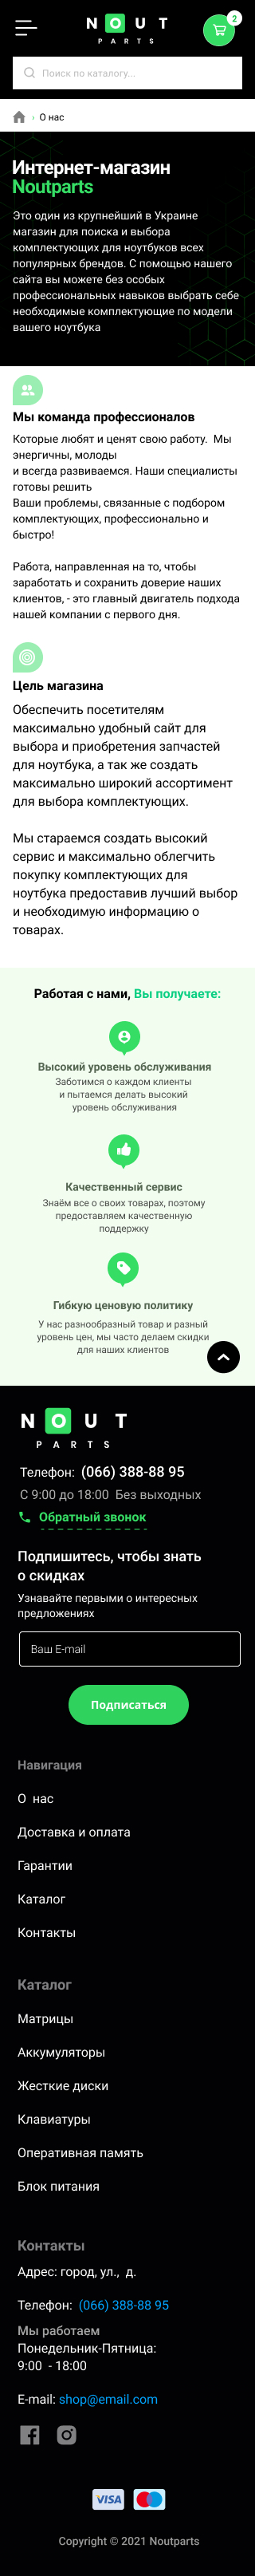 NOUT
PARTS
2
Поиск по каталогу...
О нас
Интернет-магазин
Noutparts
Это один из крупнейший в Украине
магазин для поиска и выбора
комплектующих для ноутбуков всех
популярных брендов. С помощью нашего
сайта вы можете без особых
профессиональных навыков выбрать себе
необходимые комплектующие по модели
вашего ноутбука
Мы команда профессионалов
Которые любят и ценят свою работу. Мы
энергичны, молоды
и всегда развиваемся. Наши специалисты
готовы решить
Ваши проблемы, связанные с подбором
комплектующих, профессионально и
быстро!
Работа, направленная на то, чтобы
заработать и сохранить доверие наших
клиентов, - это главный двигатель подхода
нашей компании с первого дня.
Цель магазина
Обеспечить посетителям
максимально удобный сайт для
выбора и приобретения запчастей
для ноутбука, а так же создать
максимально широкий ассортимент
для выбора комплектующих.
Мы стараемся создать высокий
сервис и максимально облегчить
покупку комплектующих для
ноутбука предоставив лучший выбор
и необходимую информацию о
товарах.
Работая с нами, Вы получаете:
Высокий уровень обслуживания
Заботимся о каждом клиенты
и пытаемся делать высокий
уровень обслуживания
Качественный сервис
Знаём все о своих товарах, поэтому
предоставляем качественную
поддержку
Гибкую ценовую политику
У нас разнообразный товар и разный
уровень цен, мы часто делаем скидки
для наших клиентов
NOUT
PARTS
Телефон: (066) 388-88 95
С 9:00 до 18:00 Без выходных
Обратный звонок
Подпишитесь, чтобы знать
о скидках
Узнавайте первыми о интересных
предложениях
Ваш E-mail
Подписаться
Навигация
О нас
Доставка и оплата
Гарантии
Каталог
Контакты
Каталог
Матрицы
Аккумуляторы
Жесткие диски
Клавиатуры
Оперативная память
Блок питания
Контакты
Адрес: город, ул., д.
Телефон: (066) 388-88 95
Мы работаем
Понедельник-Пятница:
9:00 - 18:00
E-mail: shop@email.com
VISA
Copyright © 2021 Noutparts